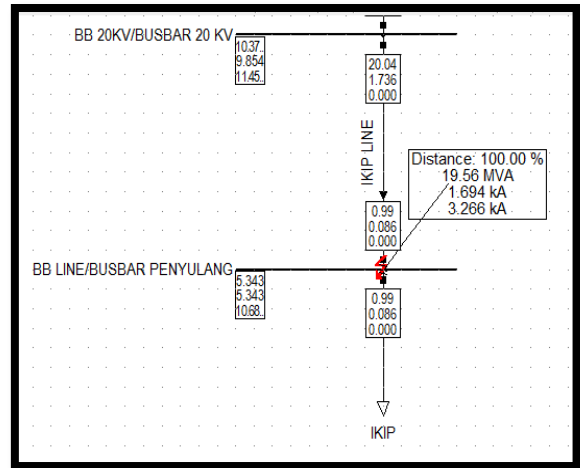 BB 20KV/BUSBAR 20 KV
10.37..
9.854
11.45..
20.04
1.736
0.000
IKIP LINE
Distance: 100.00 %
19.56 MVA
1.694 kA
3.266 kA
0.99
0.086
0.000
BB LINE/BUSBAR PENYULANG
5.343
5.343
10.68..
0.99
0.086
0.000
IKIP